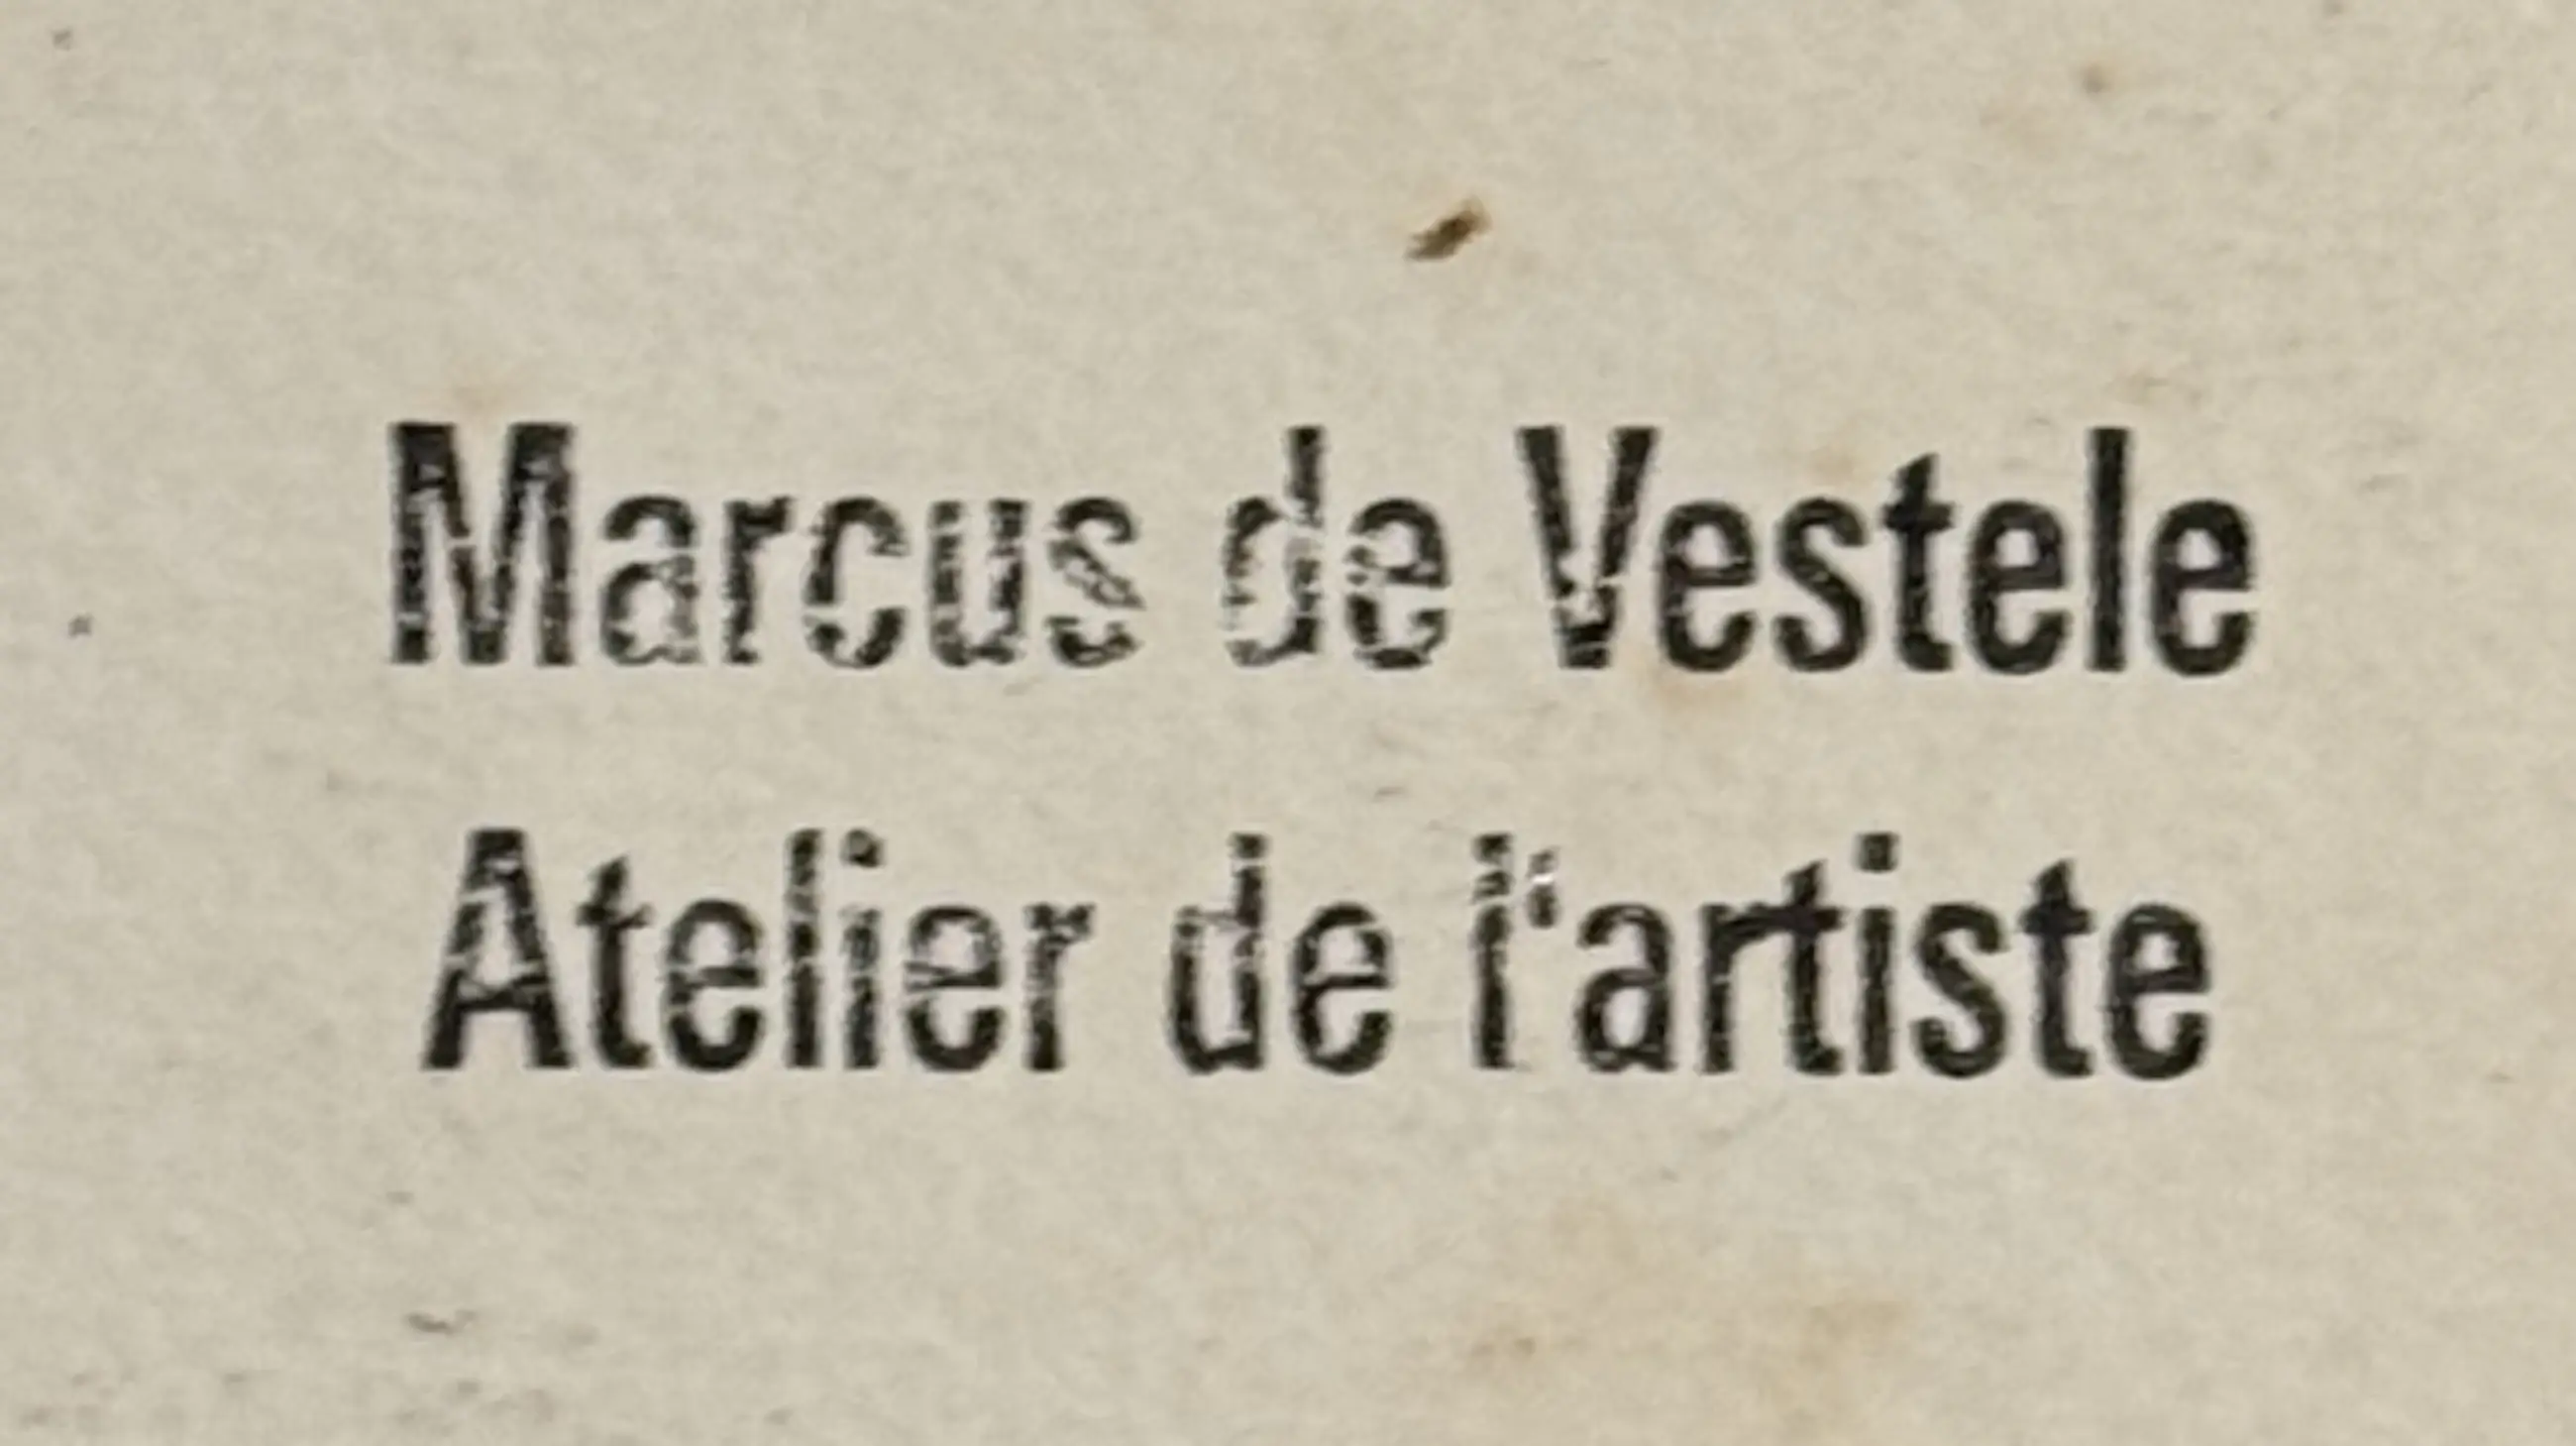 Marcus de Vestele
Atelier de l'artiste